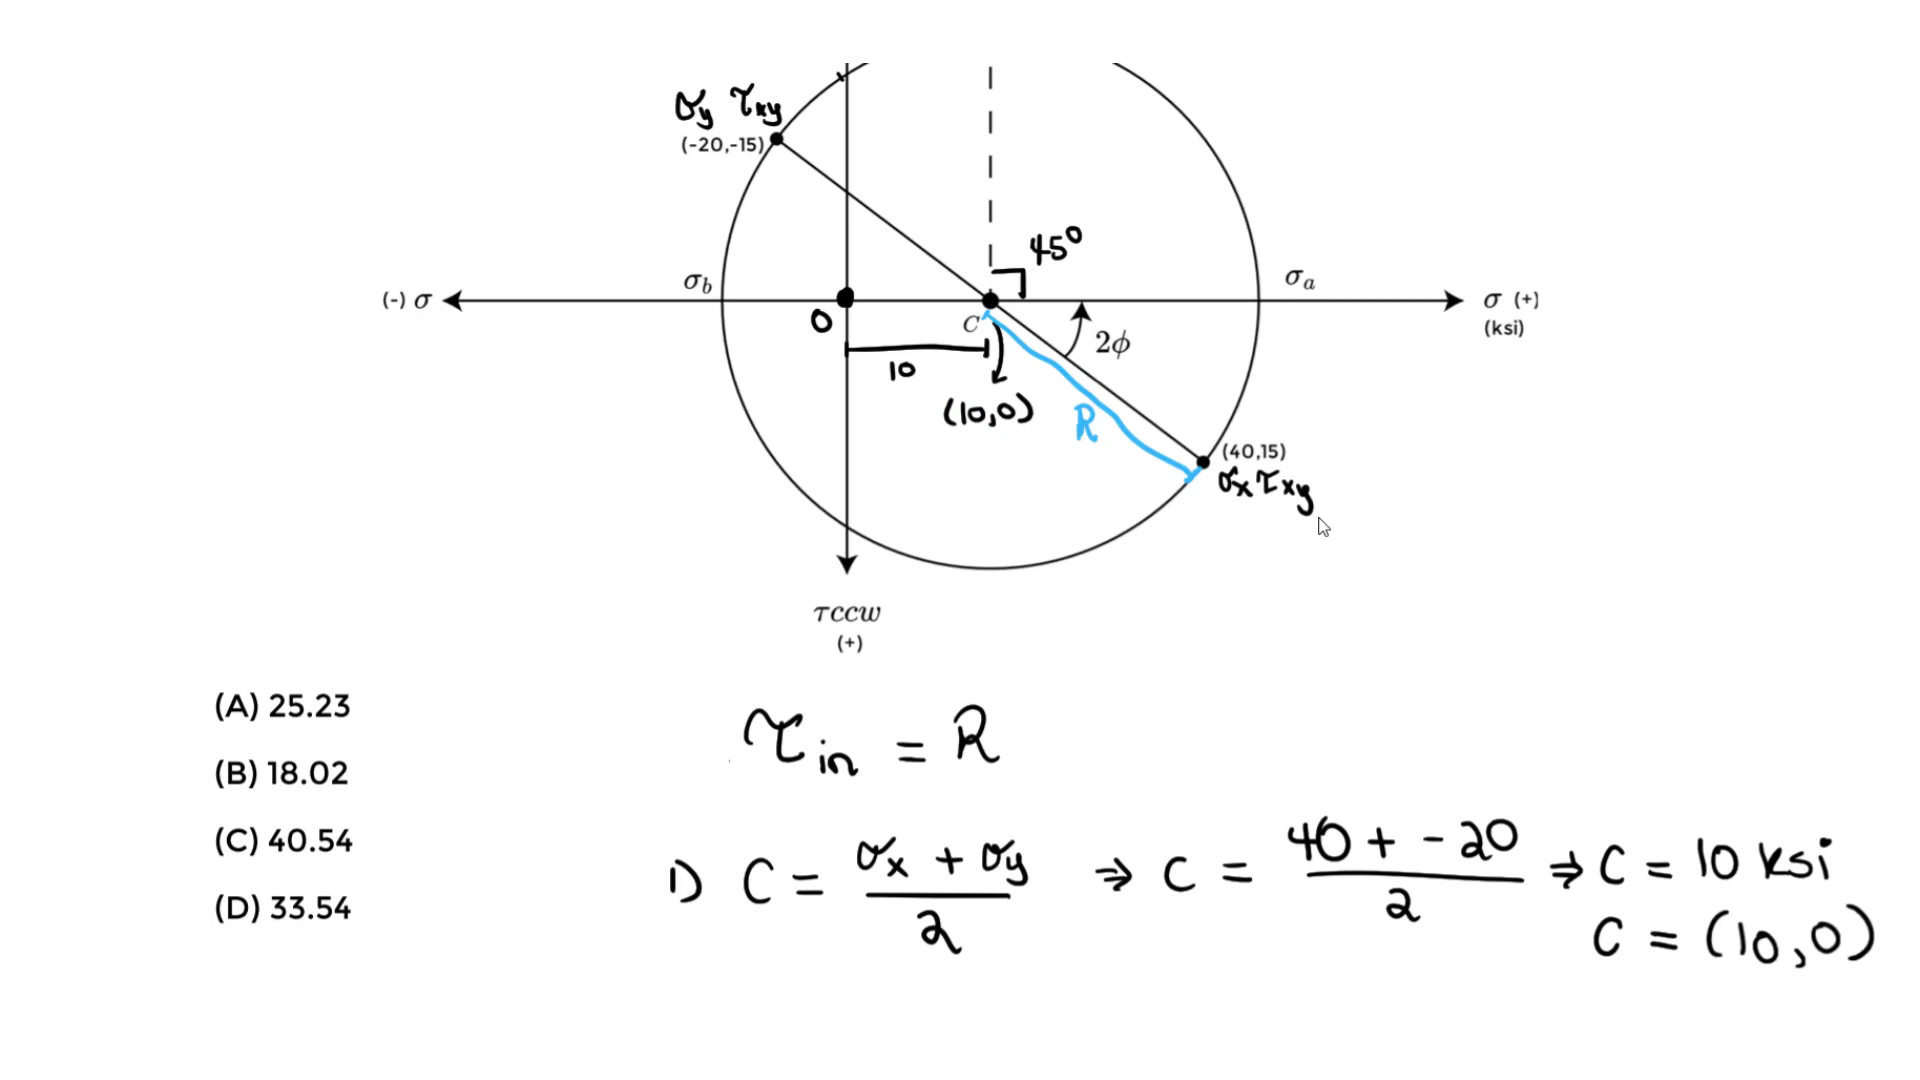 σy τxy
(-20,-15)
45⁰
σb
σa
(-) σ
σ (+)
(ksi)
0
C
2ϕ
10
(10,0)
R
(40,15)
σx τxy
τccw
(+)
(A) 25.23
(B) 18.02
(C) 40.54
(D) 33.54
τin = R
1) C = σx + σy / 2 ⇒ C = 40 + -20 / 2 ⇒ C = 10 ksi
C = (10,0)